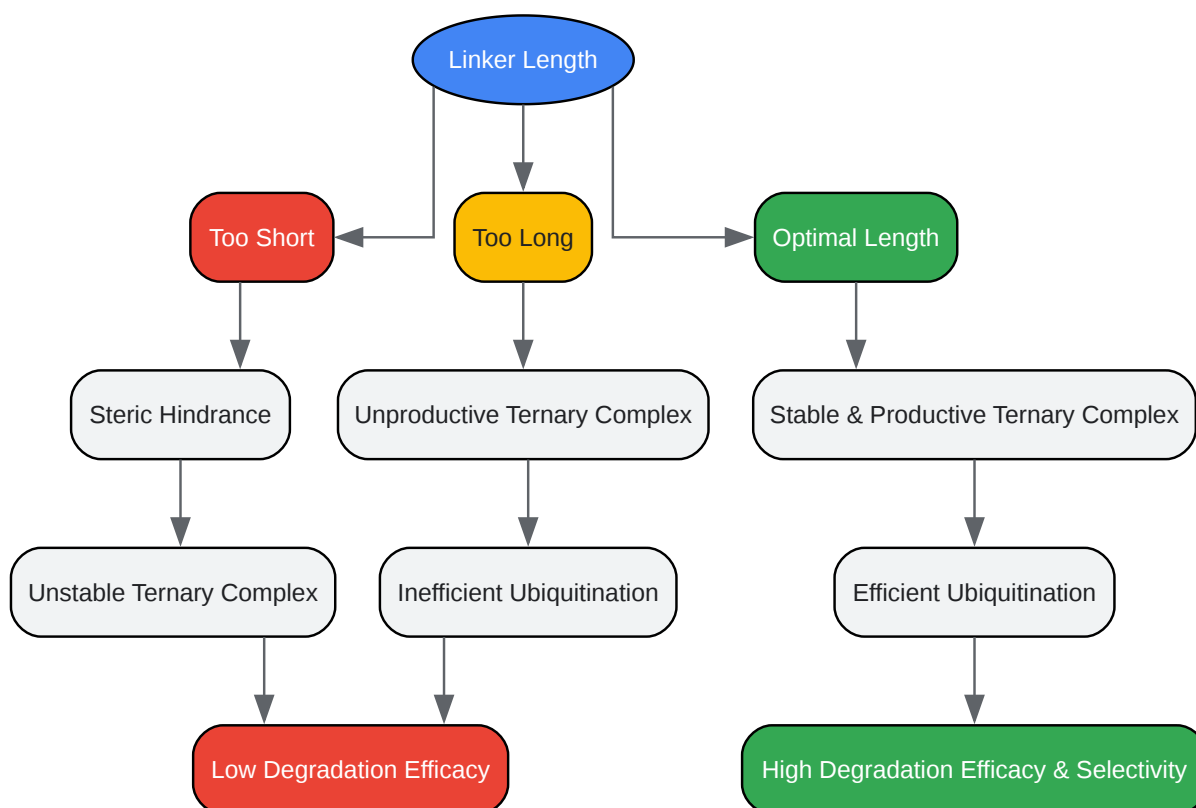 Linker Length
Too Short
Too Long
Optimal Length
Steric Hindrance
Unproductive Ternary Complex
Stable & Productive Ternary Complex
Unstable Ternary Complex
Inefficient Ubiquitination
Efficient Ubiquitination
Low Degradation Efficacy
High Degradation Efficacy & Selectivity